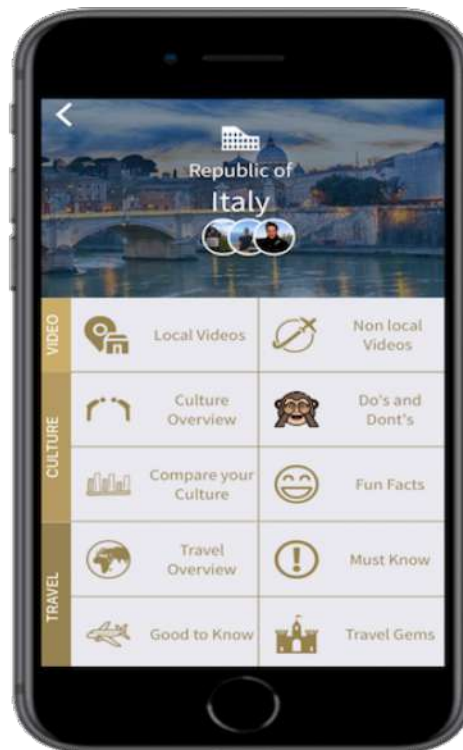 Republic of
Italy
VIDEO
Local Videos
Non local
Videos
CULTURE
Culture
Overview
Do's and
Dont's
Compare your
Culture
Fun Facts
TRAVEL
Travel
Overview
Must Know
Good to Know
Travel Gems